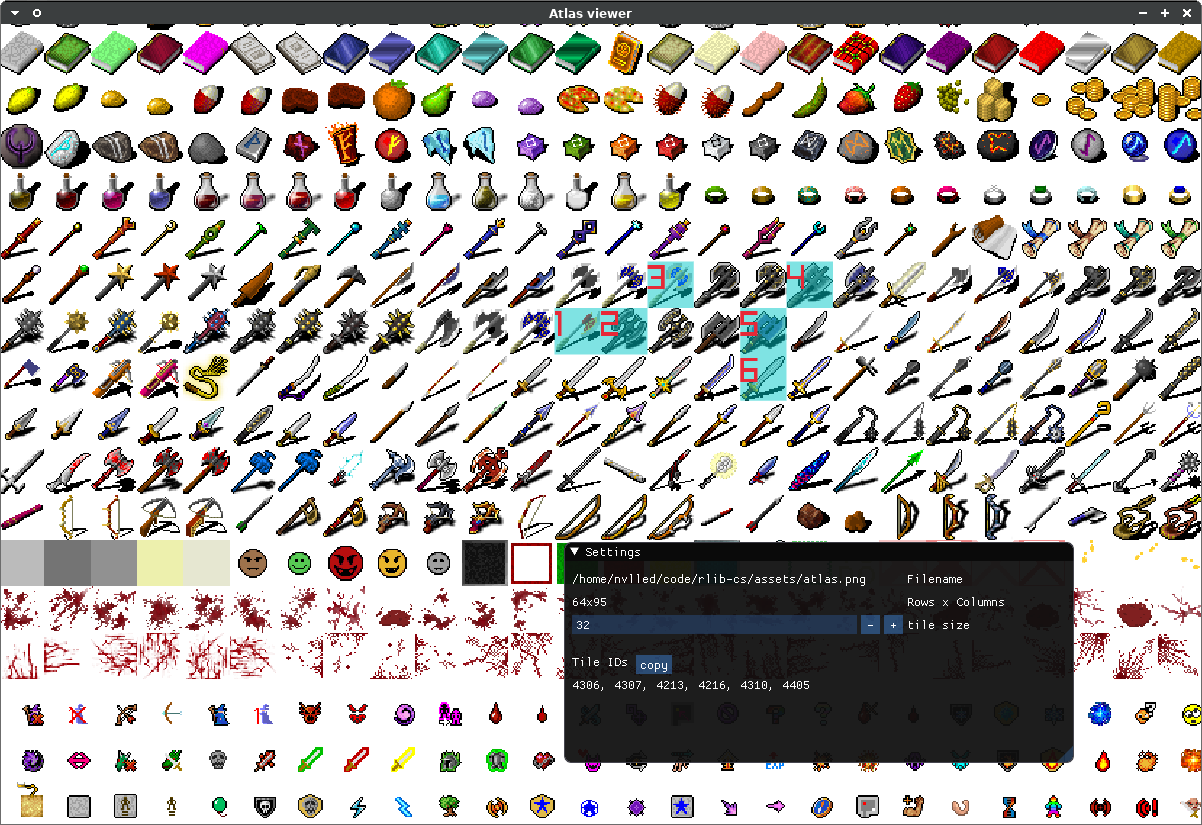 Atlas viewer
3
4
1 2
5
6
▼ Settings
/home/nvlled/code/rlib-cs/assets/atlas.png Filename
64x95 Rows x Columns
32 - + tile size
Tile IDs copy
4306, 4307, 4213, 4216, 4310, 4405
EXP